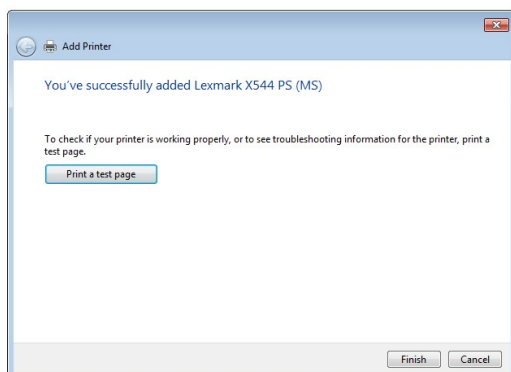 Add Printer
You've successfully added Lexmark X544 PS (MS)
To check if your printer is working properly, or to see troubleshooting information for the printer, print a
test page.
Print a test page
Finish Cancel